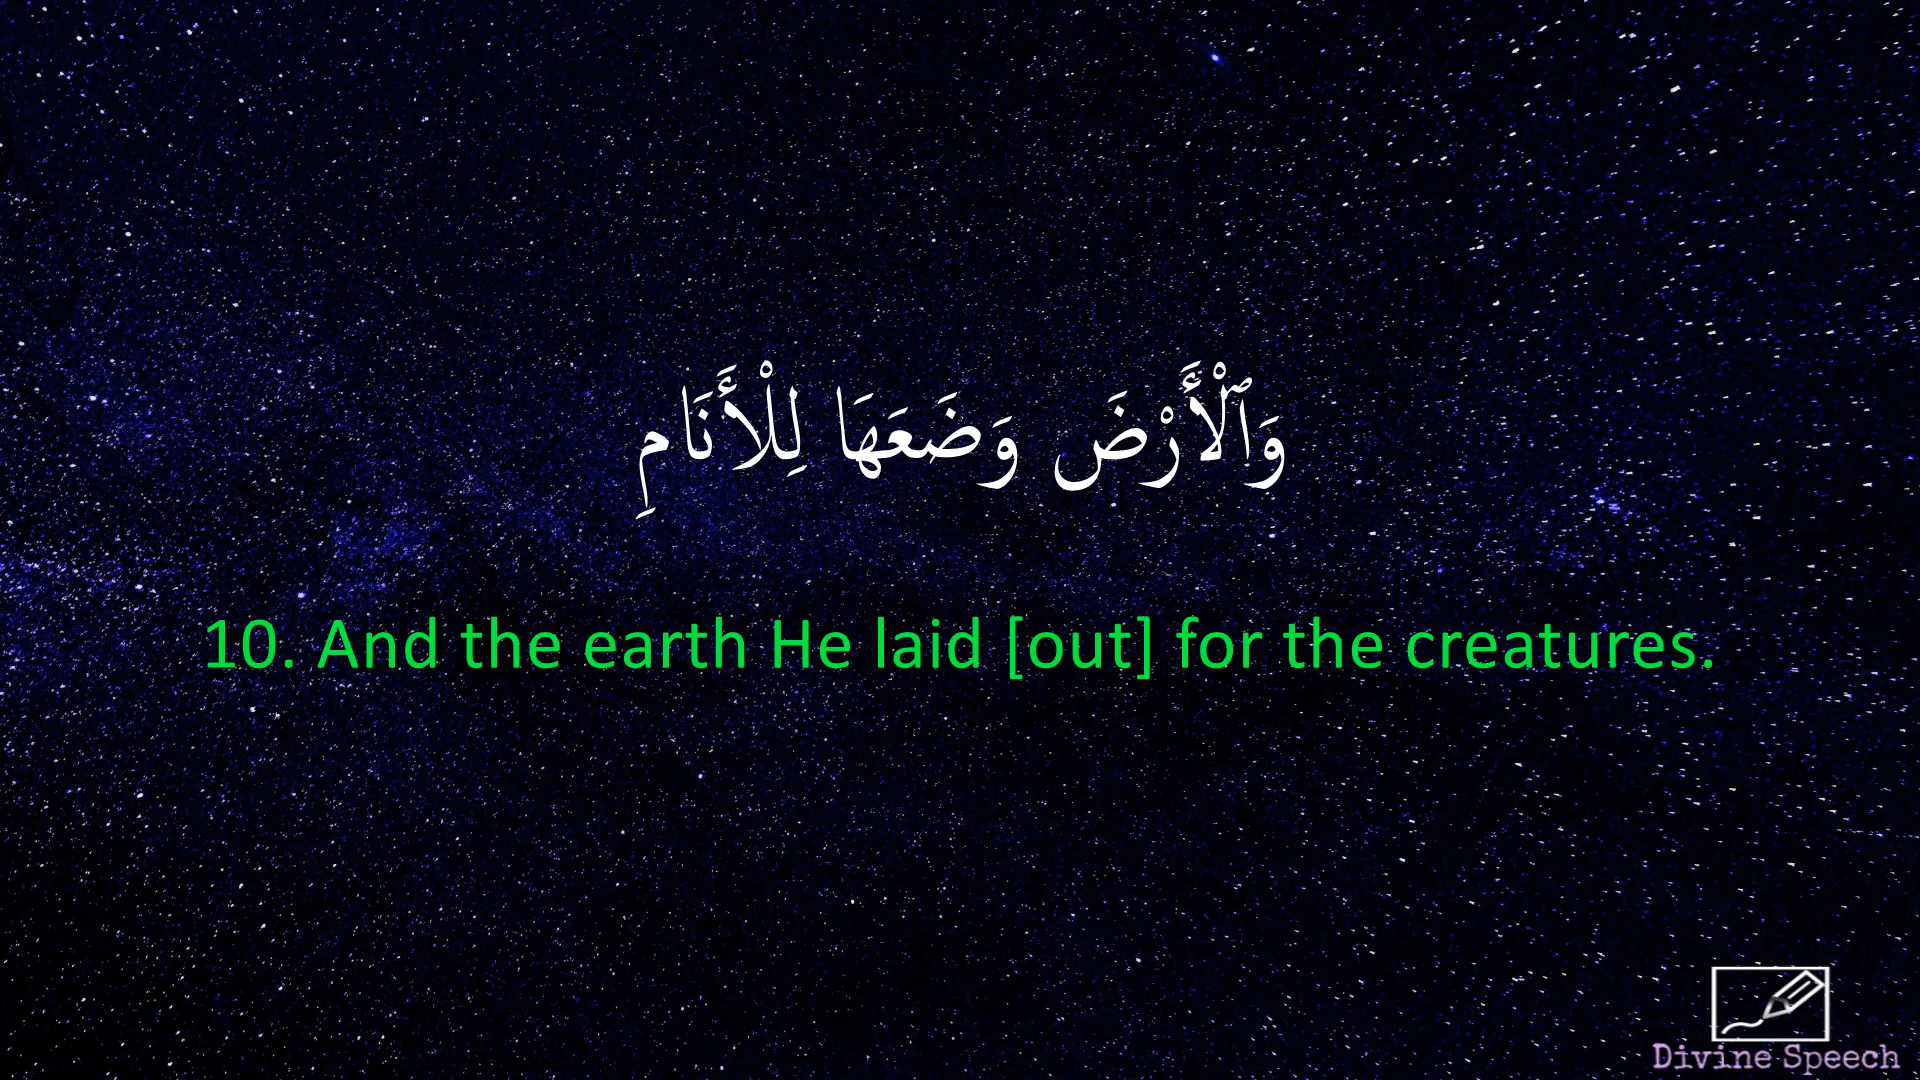 وَٱلْأَرْضَ وَضَعَهَا لِلْأَنَامِ
10. And the earth He laid [out] for the creatures.
Divine Speech